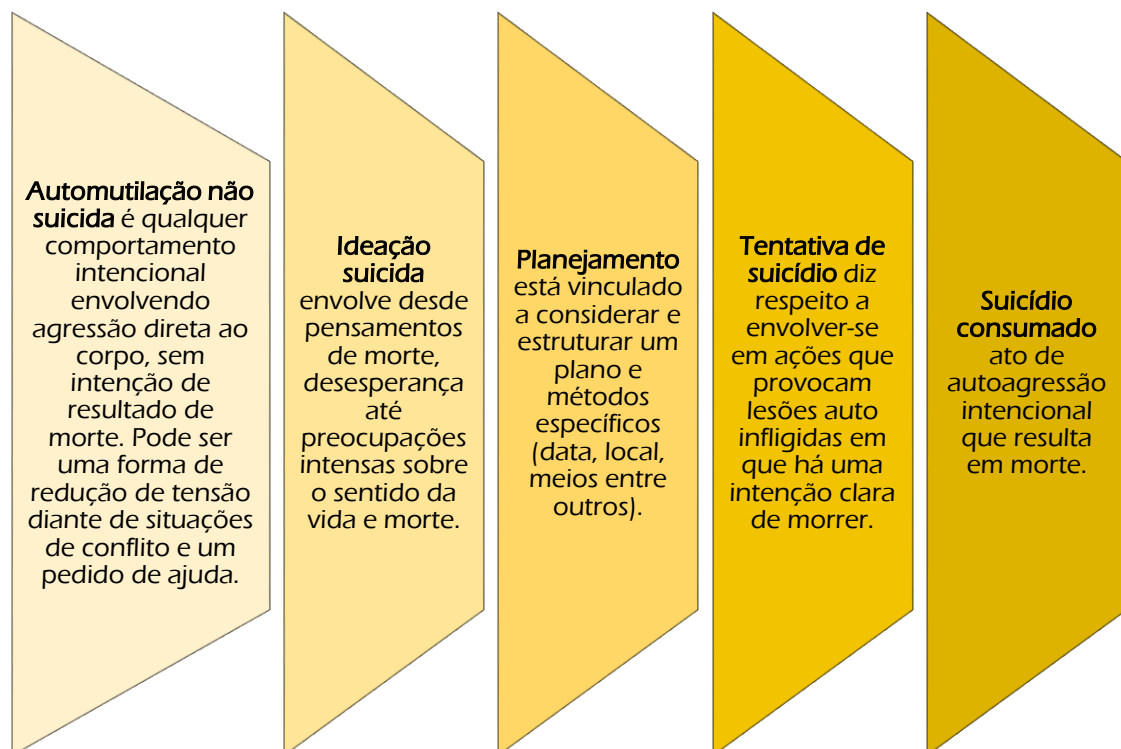 Automutilação não
suicida é qualquer
comportamento
intencional
envolvendo
agressão direta ao
corpo, sem
intenção de
resultado de
morte. Pode ser
uma forma de
redução de tensão
diante de situações
de conflito e um
pedido de ajuda.
Ideação
suicida
envolve desde
pensamentos
de morte,
desesperança
até
preocupações
intensas sobre
o sentido da
vida e morte.
Planejamento
está vinculado
a considerar e
estruturar um
plano e
métodos
específicos
(data, local,
meios entre
outros).
Tentativa de
suicídio diz
respeito a
envolver-se
em ações que
provocam
lesões auto
infligidas em
que há uma
intenção clara
de morrer.
Suicídio
consumado
ato de
autoagressão
intencional
que resulta
em morte.